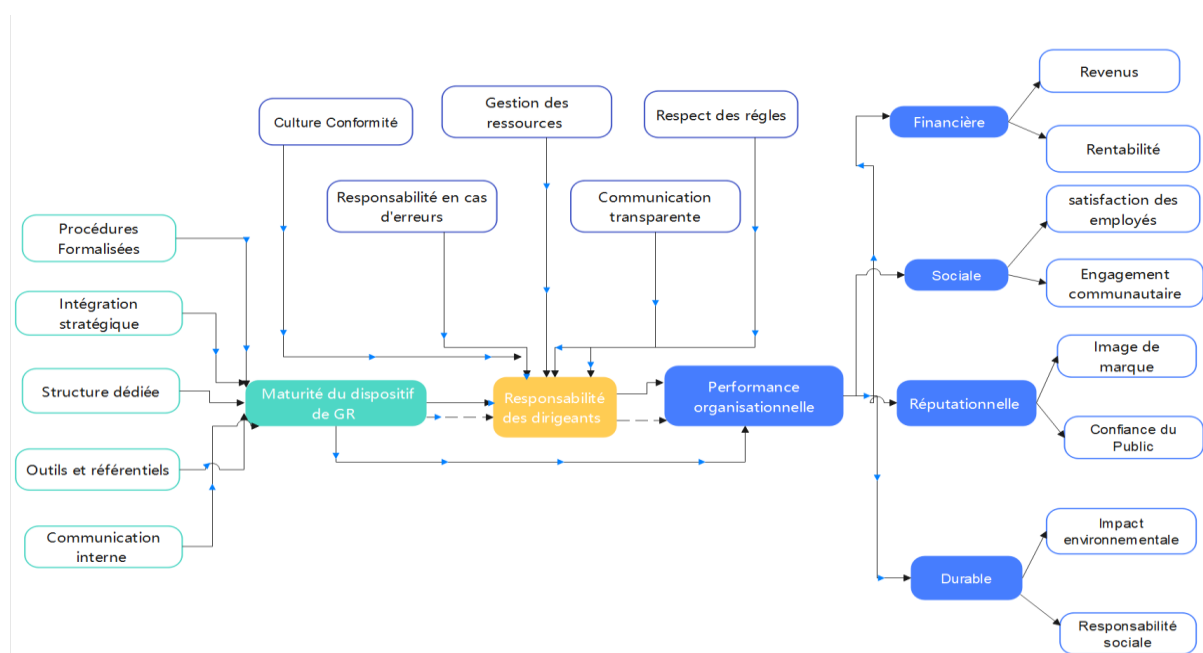 Revenus
Gestion des
ressources
Respect des régles
Culture Conformité
Financière
Rentabilité
Responsabilité en cas
d'erreurs
Communication
transparente
satisfaction des
employés
Procédures
Formalisées
Sociale
Engagement
communautaire
Intégration
stratégique
Image de
marque
Structure dédiée
Maturité du dispositif
de GR
Responsabilité
des dirigeants
Performance
organisationnelle
Réputationnelle
Confiance du
Public
Outils et référentiels
Communication
interne
Impact
environnementale
Durable
Responsabilité
sociale